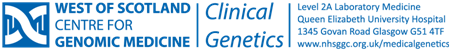 WEST OF SCOTLAND
CENTRE FOR
GENOMIC MEDICINE
Clinical
Genetics
Level 2A Laboratory Medicine
Queen Elizabeth University Hospital
1345 Govan Road Glasgow G51 4TF
www.nhsggc.org.uk/medicalgenetics